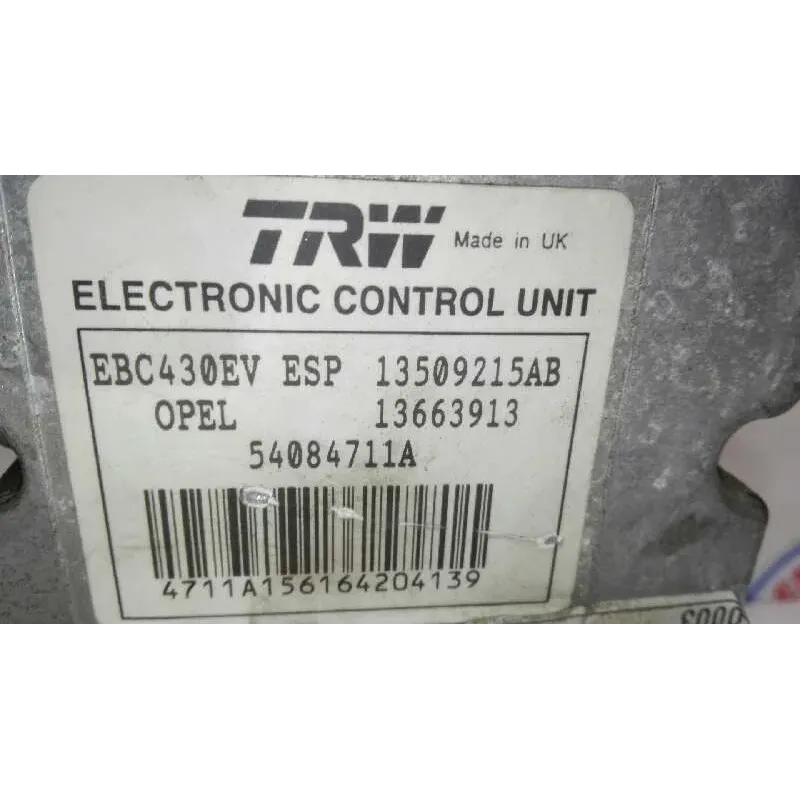 TRW Made in UK
ELECTRONIC CONTROL UNIT
EBC430EV ESP 13509215AB
OPEL 13663913
54084711A
4711A156164204139